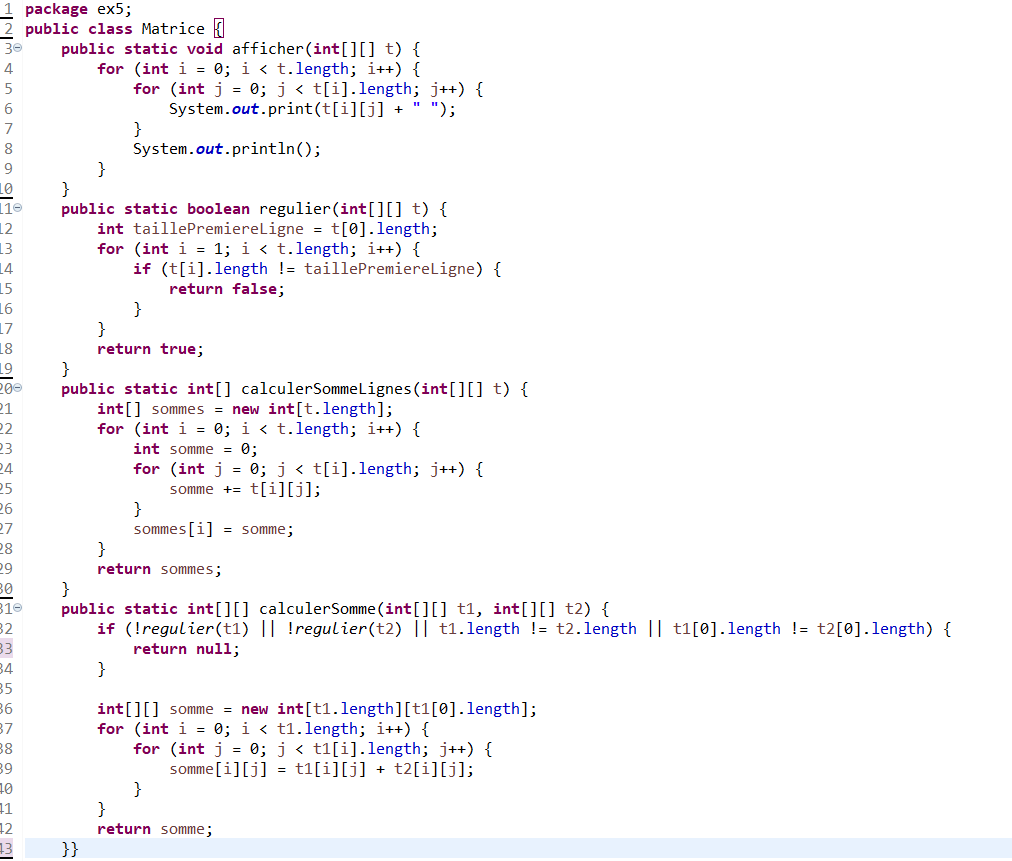 1 package ex5;
2 public class Matrice {
3     public static void afficher(int[][] t) {
4         for (int i = 0; i < t.length; i++) {
5             for (int j = 0; j < t[i].length; j++) {
6                 System.out.print(t[i][j] + " ");
7             }
8             System.out.println();
9         }
10     }
11     public static boolean regulier(int[][] t) {
12         int taillePremiereLigne = t[0].length;
13         for (int i = 1; i < t.length; i++) {
14             if (t[i].length != taillePremiereLigne) {
15                 return false;
16             }
17         }
18         return true;
19     }
20     public static int[] calculerSommeLignes(int[][] t) {
21         int[] sommes = new int[t.length];
22         for (int i = 0; i < t.length; i++) {
23             int somme = 0;
24             for (int j = 0; j < t[i].length; j++) {
25                 somme += t[i][j];
26             }
27             sommes[i] = somme;
28         }
29         return sommes;
30     }
31     public static int[][] calculerSomme(int[][] t1, int[][] t2) {
32         if (!regulier(t1) || !regulier(t2) || t1.length != t2.length || t1[0].length != t2[0].length) {
33             return null;
34         }
35
36         int[][] somme = new int[t1.length][t1[0].length];
37         for (int i = 0; i < t1.length; i++) {
38             for (int j = 0; j < t1[i].length; j++) {
39                 somme[i][j] = t1[i][j] + t2[i][j];
40             }
41         }
42         return somme;
43     }}